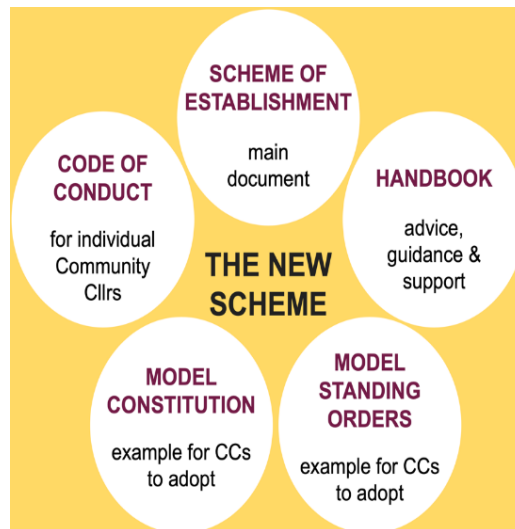 SCHEME OF
ESTABLISHMENT
main
document
CODE OF
CONDUCT
for individual
Community
Cllrs
HANDBOOK
advice,
guidance &
support
THE NEW
SCHEME
MODEL
CONSTITUTION
example for CCs
to adopt
MODEL
STANDING
ORDERS
example for CCs
to adopt